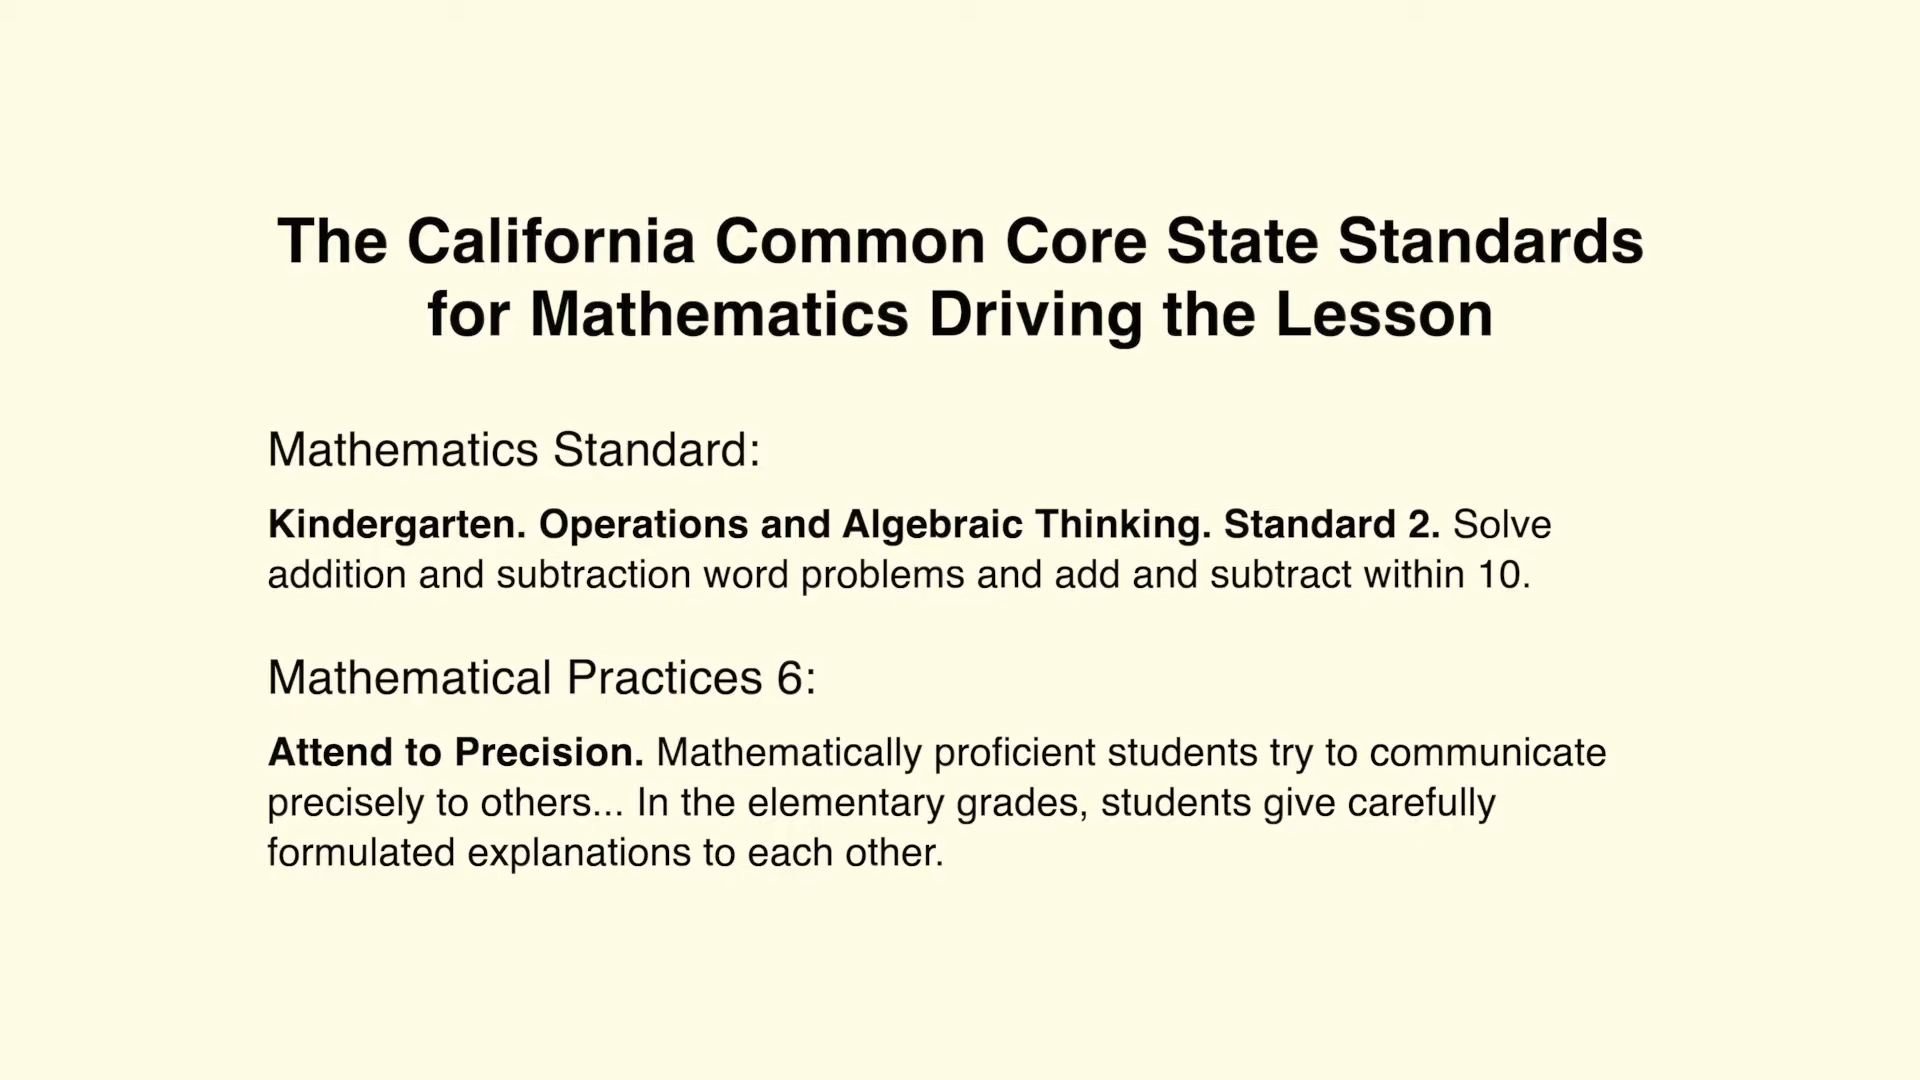 The California Common Core State Standards
for Mathematics Driving the Lesson
Mathematics Standard:
Kindergarten. Operations and Algebraic Thinking. Standard 2. Solve
addition and subtraction word problems and add and subtract within 10.
Mathematical Practices 6:
Attend to Precision. Mathematically proficient students try to communicate
precisely to others... In the elementary grades, students give carefully
formulated explanations to each other.